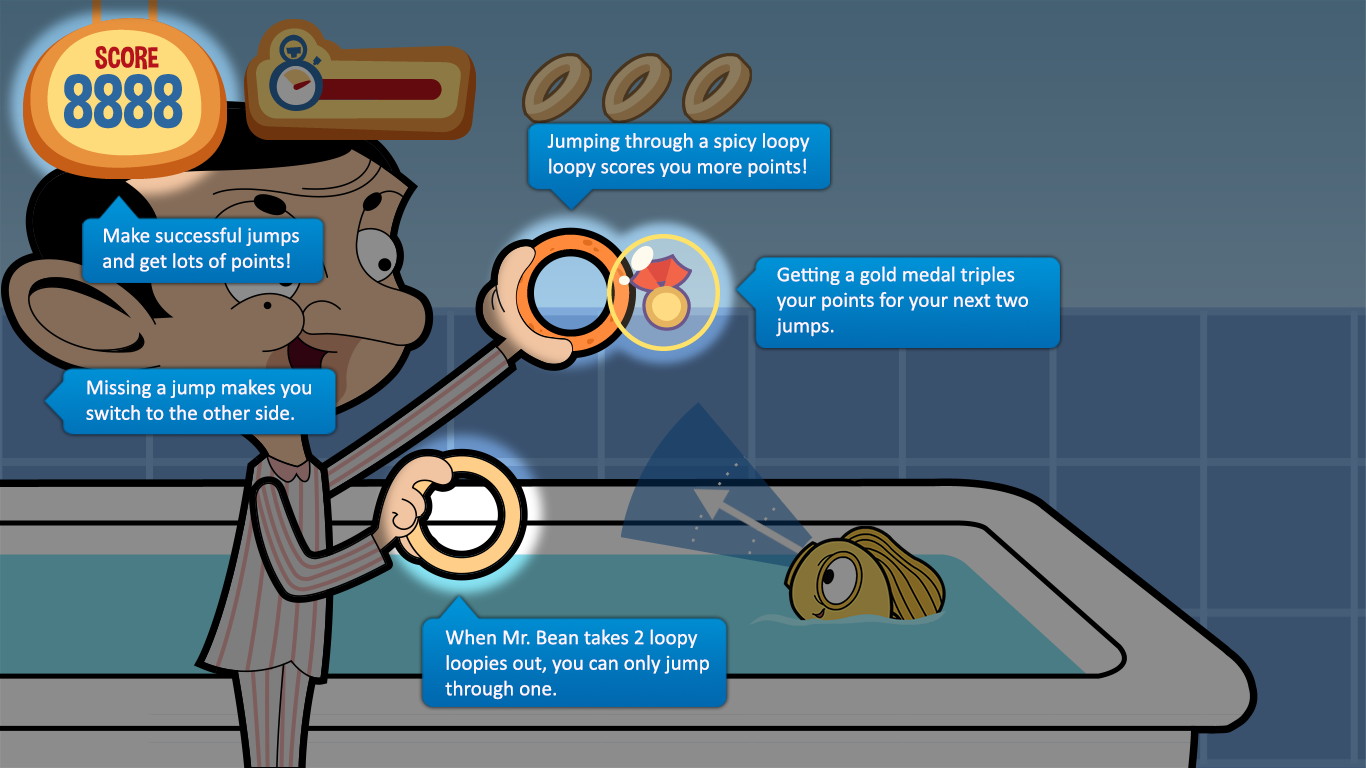 SCORE
8888
Jumping through a spicy loopy
loopy scores you more points!
Make successful jumps
and get lots of points!
Getting a gold medal triples
your points for your next two
jumps.
Missing a jump makes you
switch to the other side.
When Mr. Bean takes 2 loopy
loopies out, you can only jump
through one.